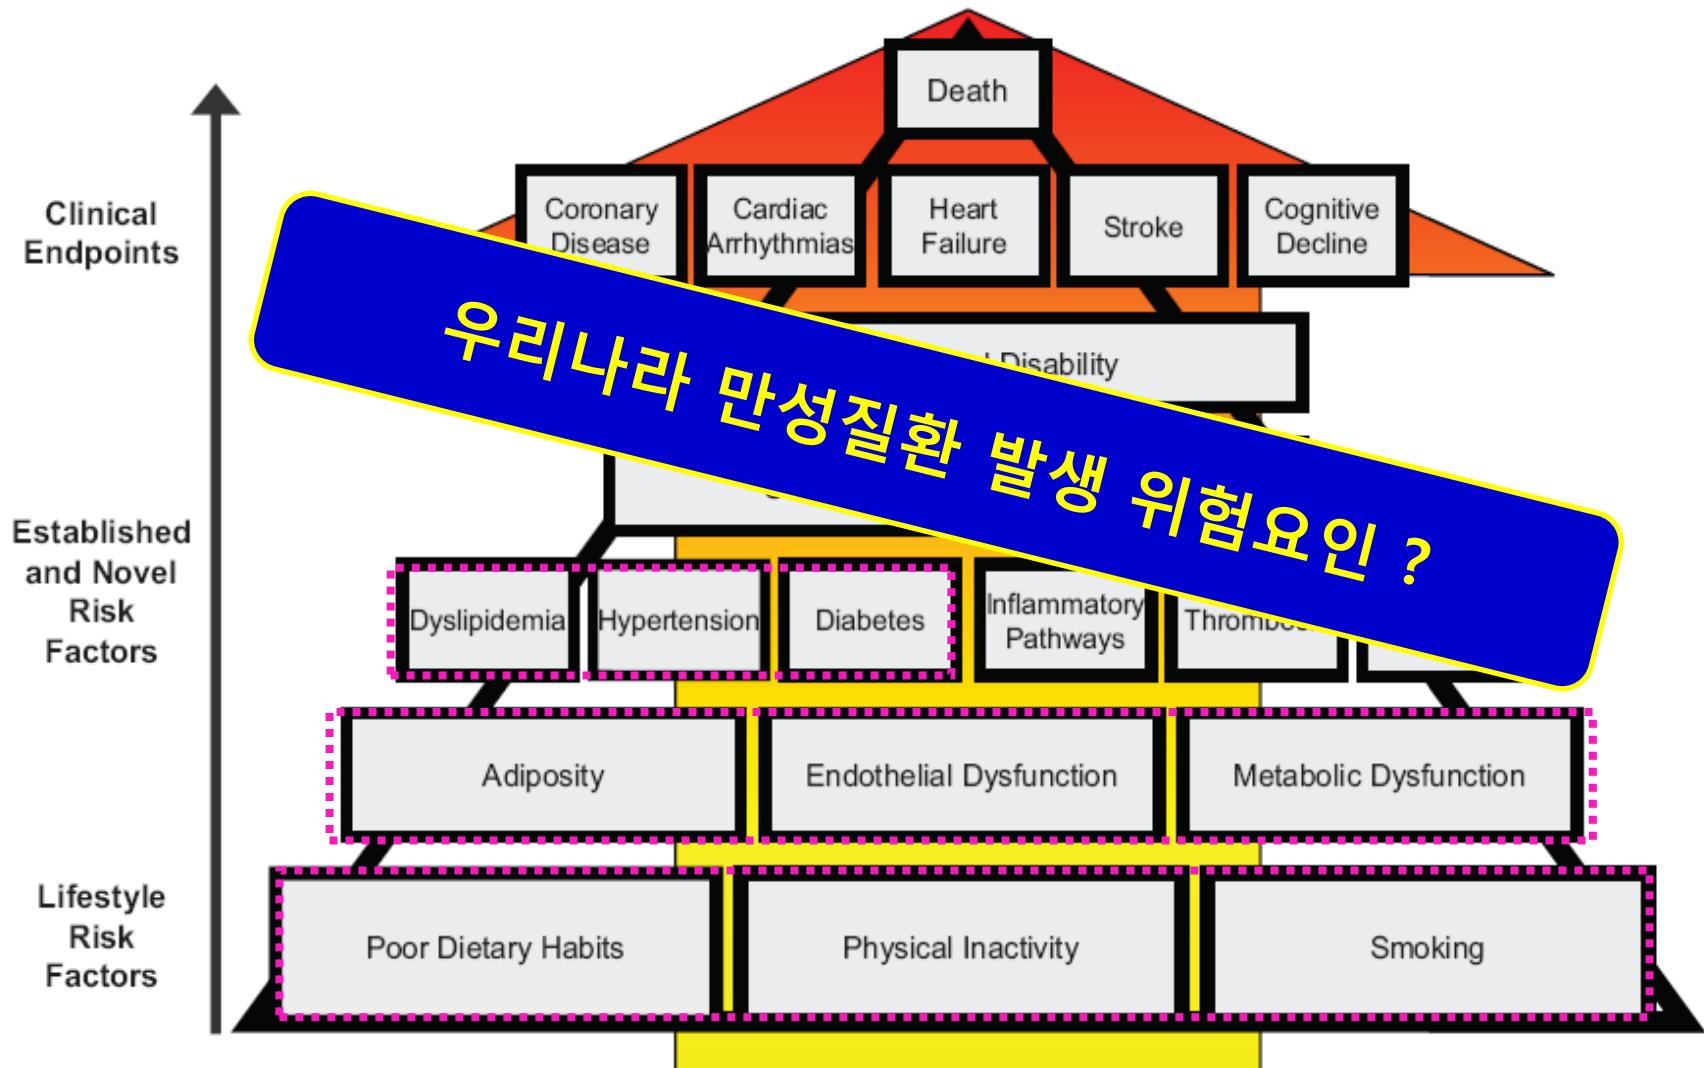 Death
Clinical
Endpoints
Coronary
Disease
Cardiac
Arrhythmias
Heart
Failure
Stroke
Cognitive
Decline
Disability
우리나라 만성질환 발생 위험요인 ?
Established
and Novel
Risk
Factors
Dyslipidemia
Hypertension
Diabetes
Inflammatory
Pathways
Adiposity
Endothelial Dysfunction
Metabolic Dysfunction
Lifestyle
Risk
Factors
Poor Dietary Habits
Physical Inactivity
Smoking